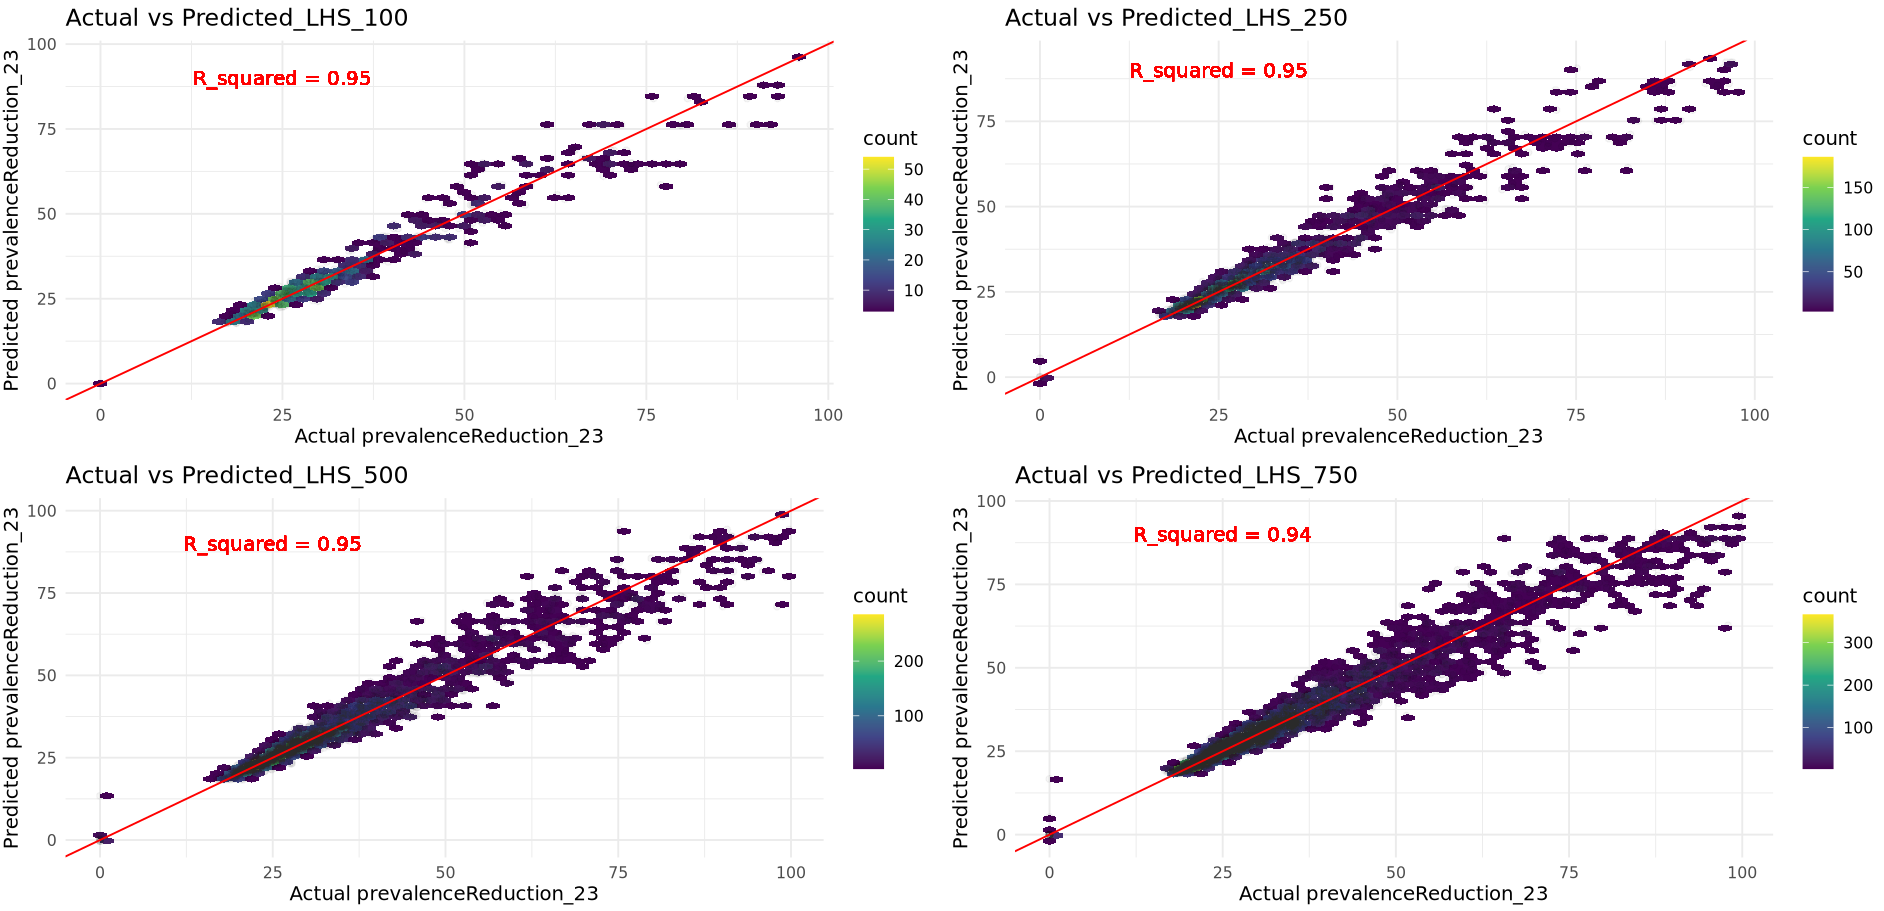 Actual vs Predicted_LHS_100
Predicted prevalenceReduction_23
100
75
50
25
0
R_squared = 0.95
0 25 50 75 100
Actual prevalenceReduction_23
count
50
40
30
20
10
Actual vs Predicted_LHS_250
Predicted prevalenceReduction_23
75
50
25
0
R_squared = 0.95
0 25 50 75 100
Actual prevalenceReduction_23
count
150
100
50
Actual vs Predicted_LHS_500
Predicted prevalenceReduction_23
100
75
50
25
0
R_squared = 0.95
0 25 50 75 100
Actual prevalenceReduction_23
count
200
100
Actual vs Predicted_LHS_750
Predicted prevalenceReduction_23
100
75
50
25
0
R_squared = 0.94
0 25 50 75 100
Actual prevalenceReduction_23
count
300
200
100